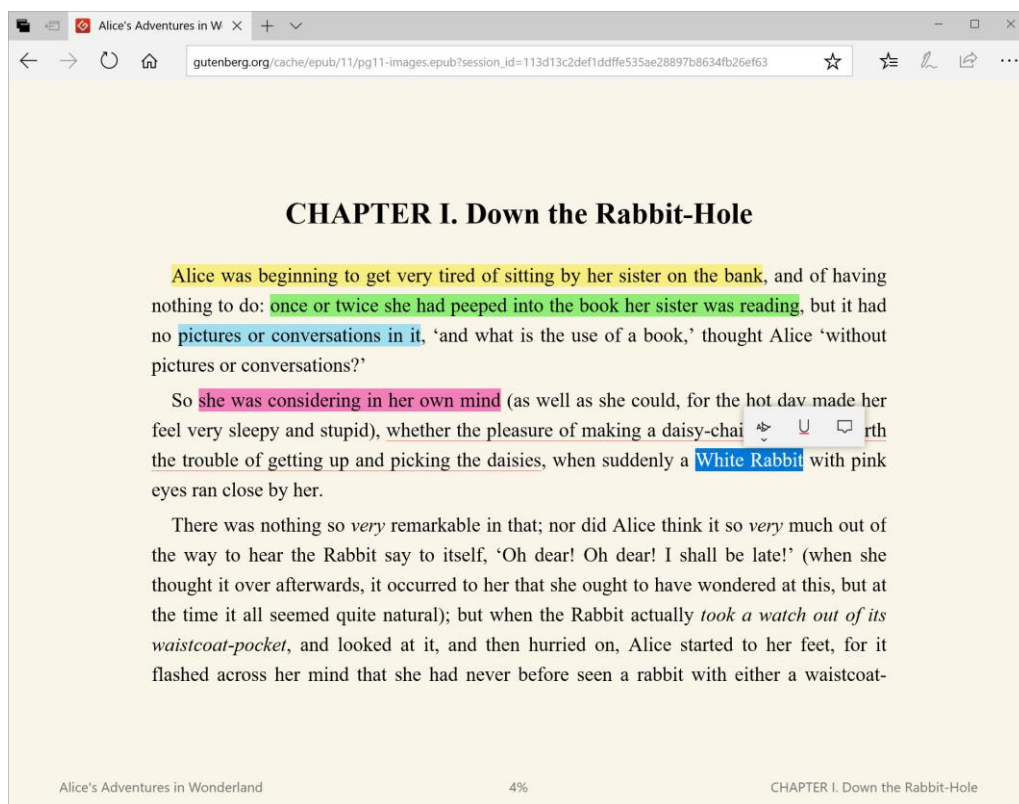 Alice's Adventures in W
gutenberg.org/cache/epub/11/pg11-images.epub?session_id=113d13c2def1ddffe535ae28897b8634fb26ef63
CHAPTER I. Down the Rabbit-Hole
Alice was beginning to get very tired of sitting by her sister on the bank, and of having
nothing to do: once or twice she had peeped into the book her sister was reading, but it had
no pictures or conversations in it, ‘and what is the use of a book,’ thought Alice ‘without
pictures or conversations?’
So she was considering in her own mind (as well as she could, for the hot day made her
feel very sleepy and stupid), whether the pleasure of making a daisy-chai rth
the trouble of getting up and picking the daisies, when suddenly a White Rabbit with pink
eyes ran close by her.
There was nothing so very remarkable in that; nor did Alice think it so very much out of
the way to hear the Rabbit say to itself, ‘Oh dear! Oh dear! I shall be late!’ (when she
thought it over afterwards, it occurred to her that she ought to have wondered at this, but at
the time it all seemed quite natural); but when the Rabbit actually took a watch out of its
waistcoat-pocket, and looked at it, and then hurried on, Alice started to her feet, for it
flashed across her mind that she had never before seen a rabbit with either a waistcoat-
Alice's Adventures in Wonderland
4%
CHAPTER I. Down the Rabbit-Hole